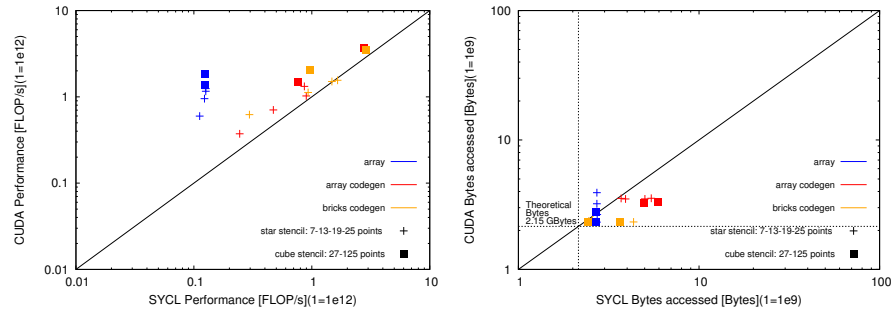 10
1
0.1
0.01
0.01
0.1
1
10
CUDA Performance [FLOP/s](1=1e12)
SYCL Performance [FLOP/s](1=1e12)
array
array codegen
bricks codegen
star stencil: 7-13-19-25 points
cube stencil: 27-125 points
100
10
1
1
10
100
CUDA Bytes accessed [Bytes](1=1e9)
SYCL Bytes accessed [Bytes](1=1e9)
Theoretical
Bytes
2.15 GBytes
array
array codegen
bricks codegen
star stencil: 7-13-19-25 points
cube stencil: 27-125 points